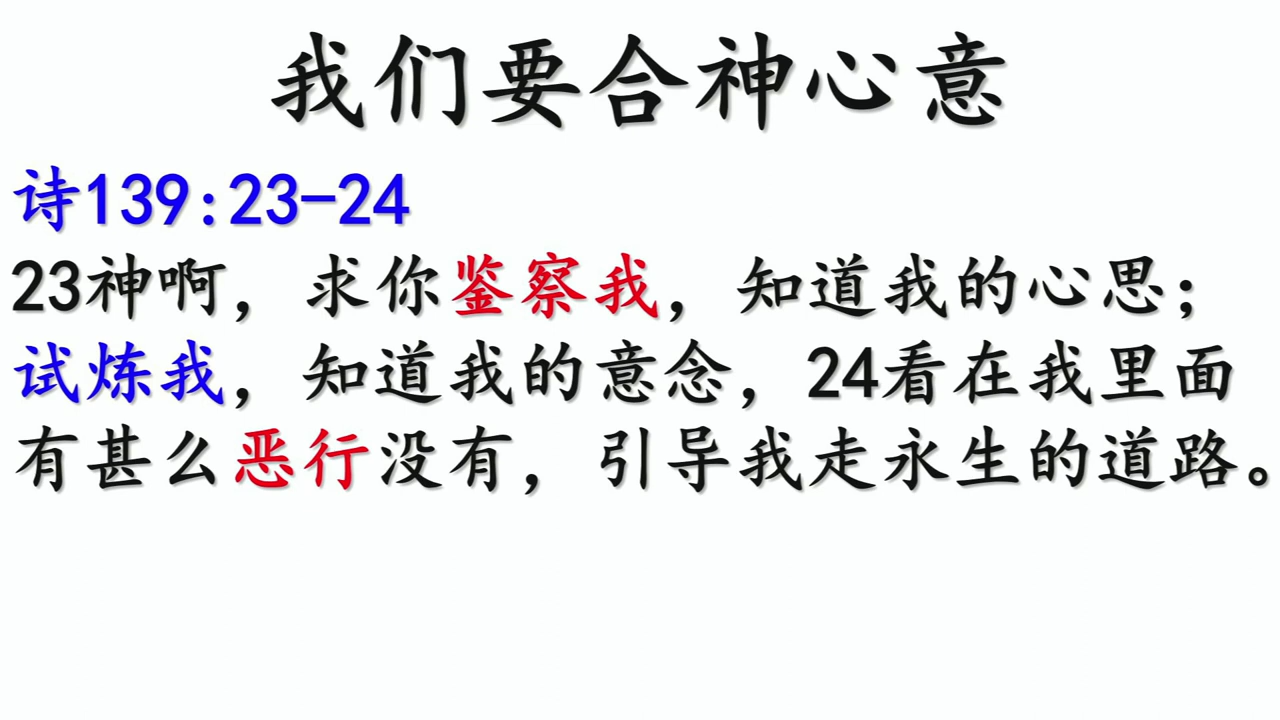 我们要合神心意
诗139:23-24
23神啊，求你鉴察我，知道我的心思；
试炼我，知道我的意念，24看在我里面
有甚么恶行没有，引导我走永生的道路。